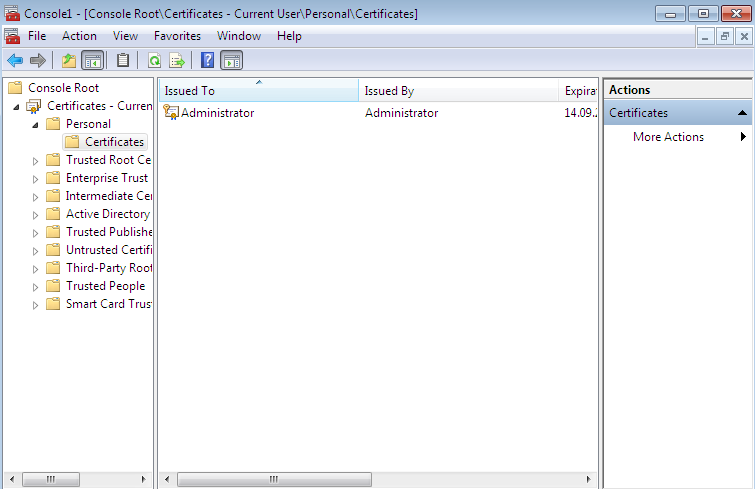 Console1 - [Console Root\Certificates - Current User\Personal\Certificates]
File Action View Favorites Window Help
Console Root
Certificates - Curren
Personal
Certificates
Trusted Root Ce
Enterprise Trust
Intermediate Cer
Active Directory
Trusted Publishe
Untrusted Certifi
Third-Party Root
Trusted People
Smart Card Trus
Issued To Issued By Expirat
Administrator Administrator 14.09.2
Actions
Certificates
More Actions